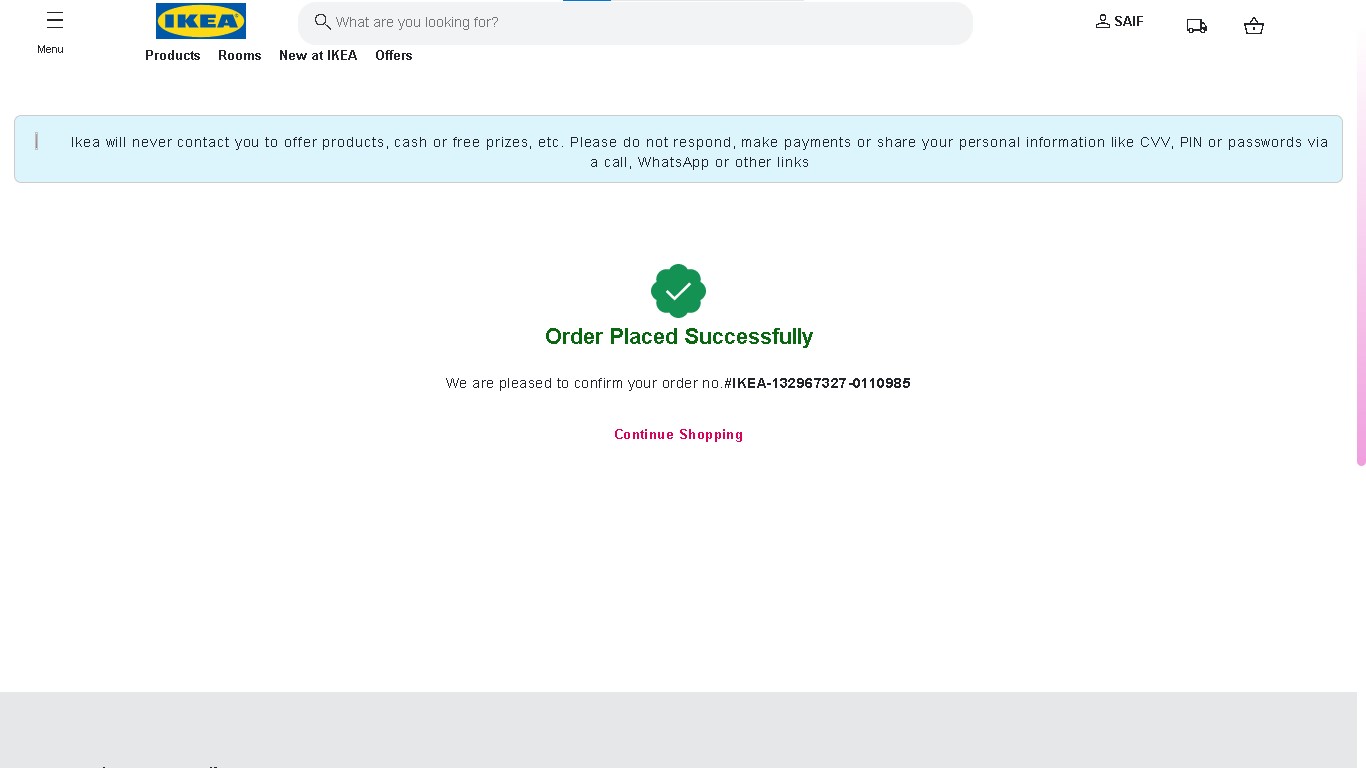 IKEA
What are you looking for?
SAIF
Menu
Products Rooms New at IKEA Offers
Ikea will never contact you to offer products, cash or free prizes, etc. Please do not respond, make payments or share your personal information like CVV, PIN or passwords via
a call, WhatsApp or other links
Order Placed Successfully
We are pleased to confirm your order no.#IKEA-132967327-0110985
Continue Shopping